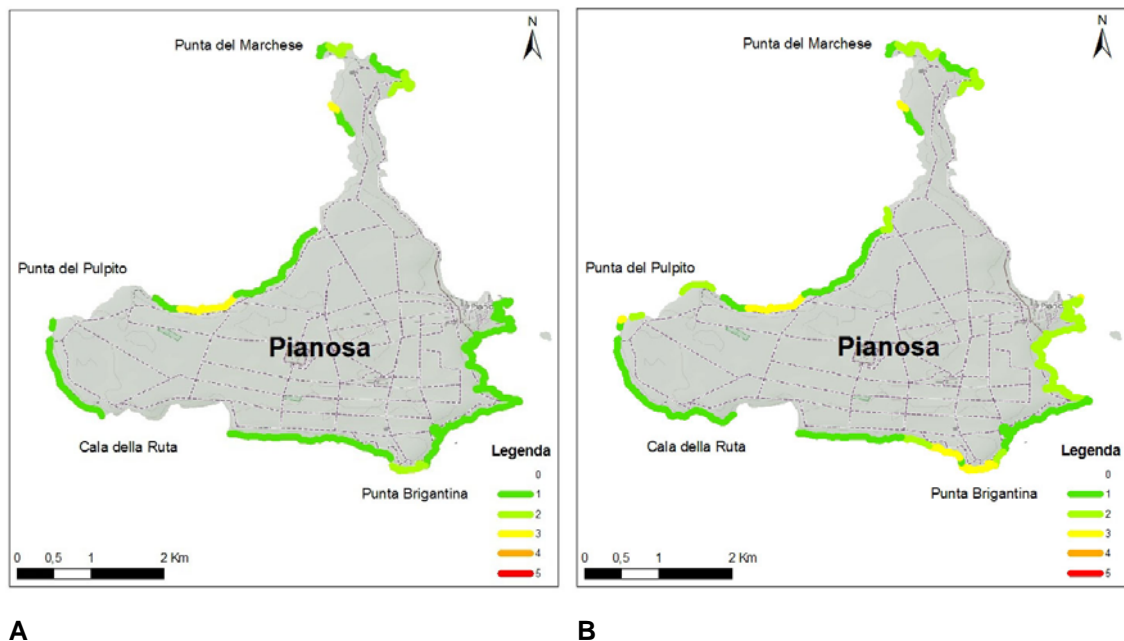 Punta del Marchese
N
Punta del Pulpito
Pianosa
Cala della Ruta
Punta Brigantina
Legenda
0
1
2
3
4
5
0 0,5 1 2 Km
A
Punta del Marchese
N
Punta del Pulpito
Pianosa
Cala della Ruta
Punta Brigantina
Legenda
0
1
2
3
4
5
0 0,5 1 2 Km
B